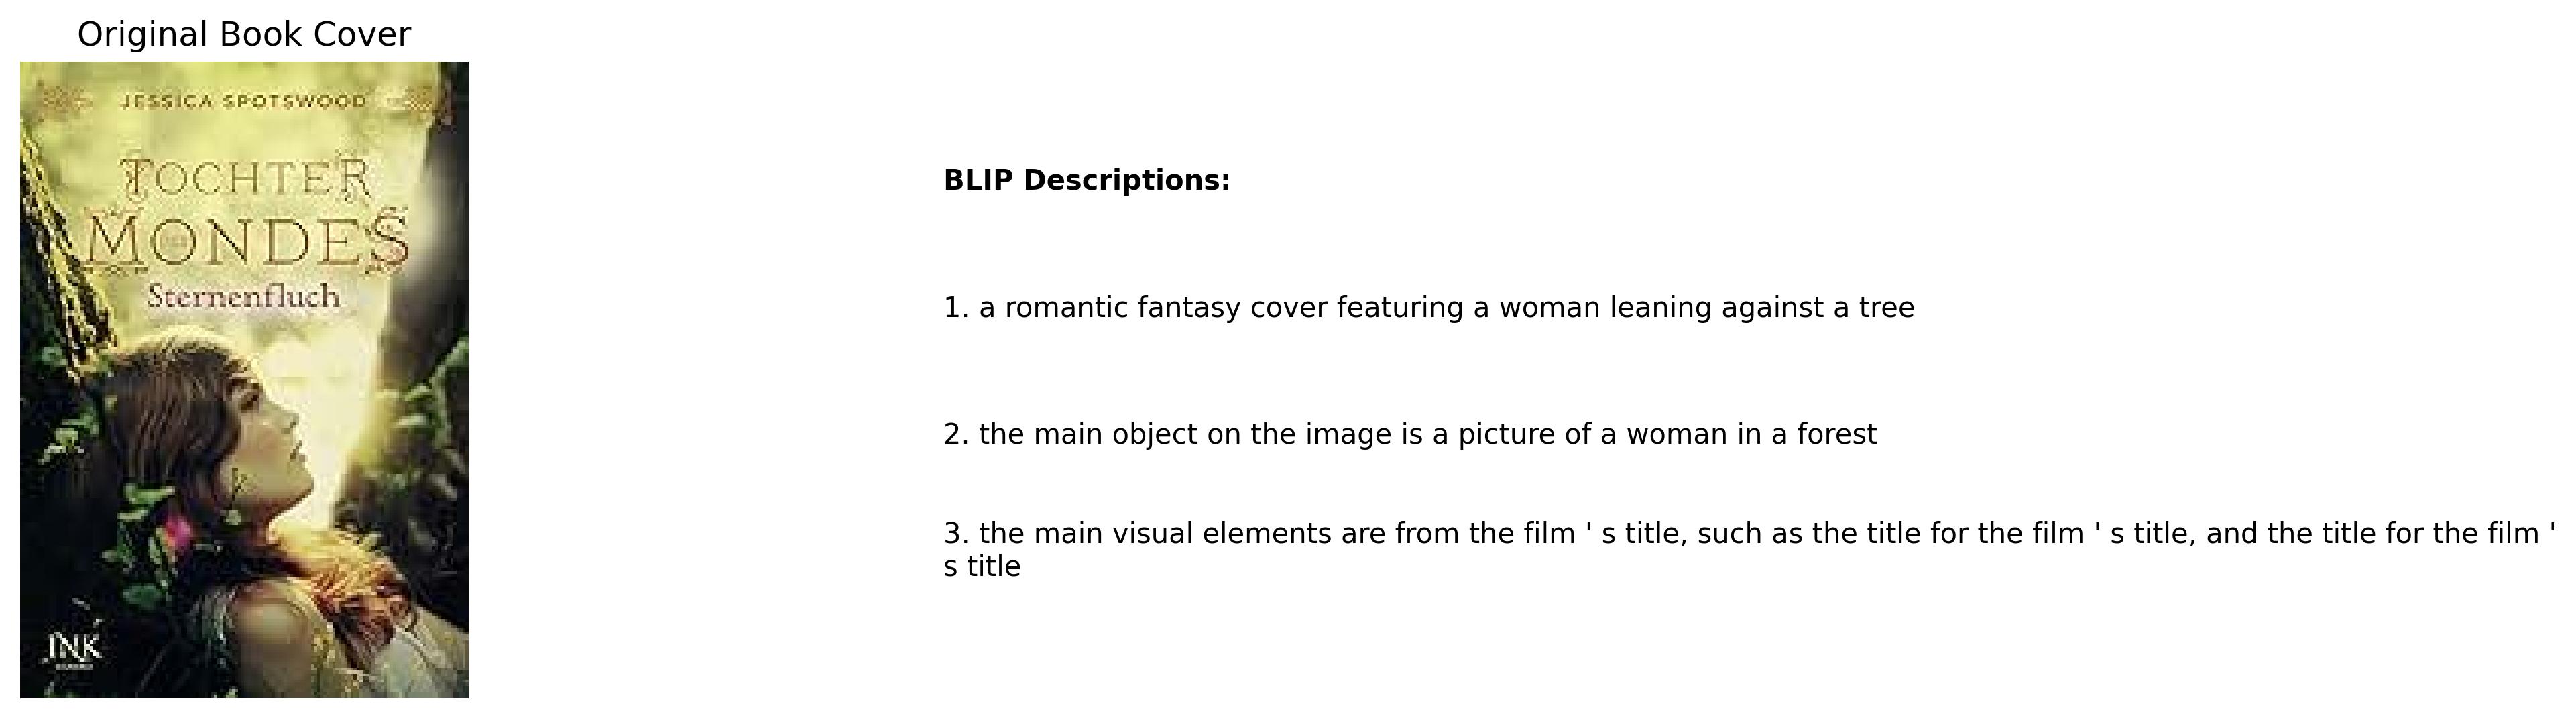 Original Book Cover
JESSICA SPOTSWOOD
TOCHTER
MONDES
Sternenfluch
INK
BLIP Descriptions:
1. a romantic fantasy cover featuring a woman leaning against a tree
2. the main object on the image is a picture of a woman in a forest
3. the main visual elements are from the film ' s title, such as the title for the film ' s title, and the title for the film '
s title